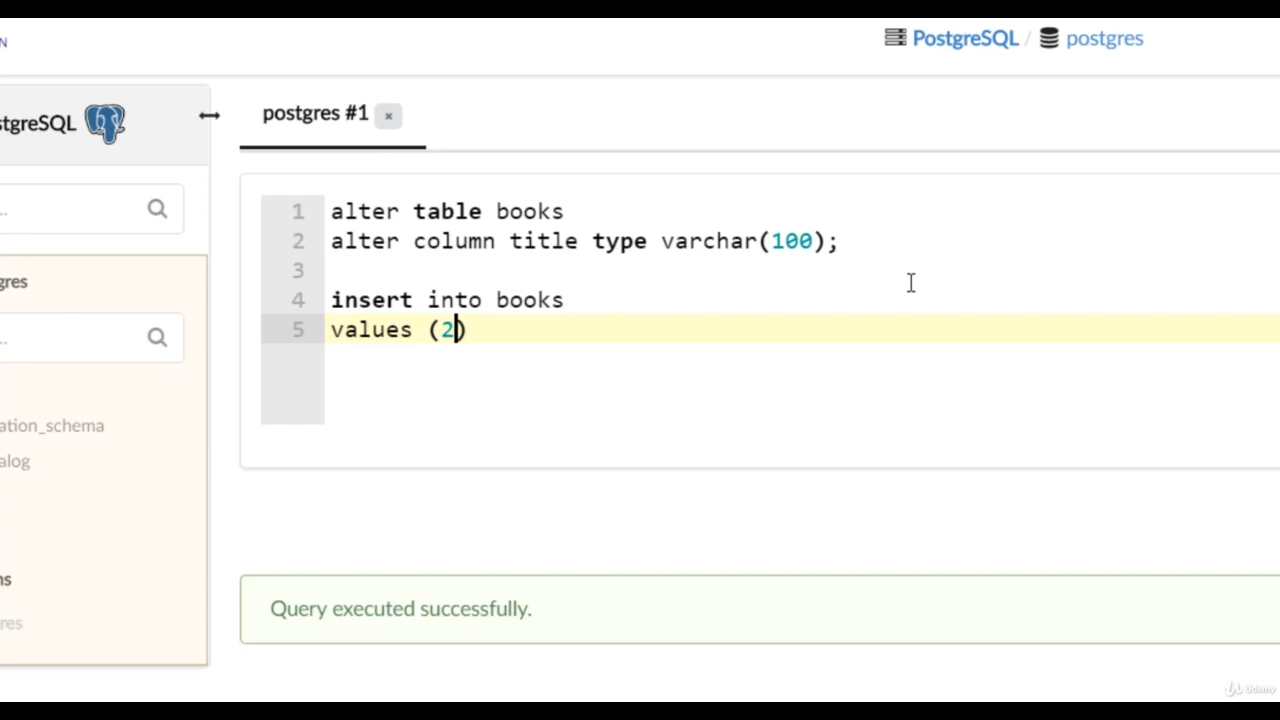 N
PostgreSQL / postgres
stgreSQL
postgres #1 ×
..
gres
..
ation_schema
alog
ns
res
1 alter table books
2 alter column title type varchar(100);
3
4 insert into books
5 values (2)
Query executed successfully.
Udemy